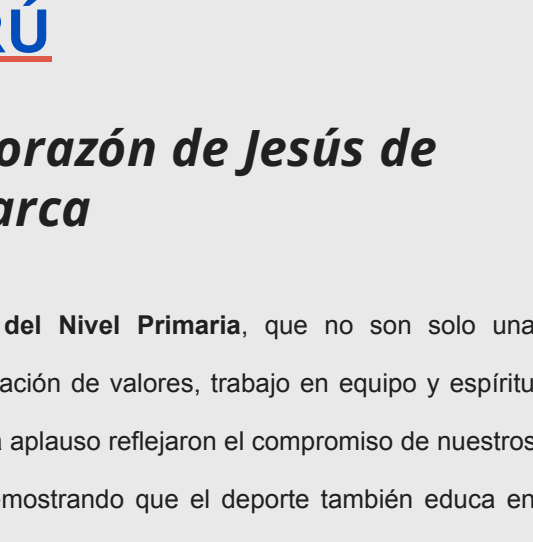 RÚ
orazón de Jesús de
arca
del Nivel Primaria, que no son solo una
ación de valores, trabajo en equipo y espíritu
aplauso reflejaron el compromiso de nuestros
mostrando que el deporte también educa en